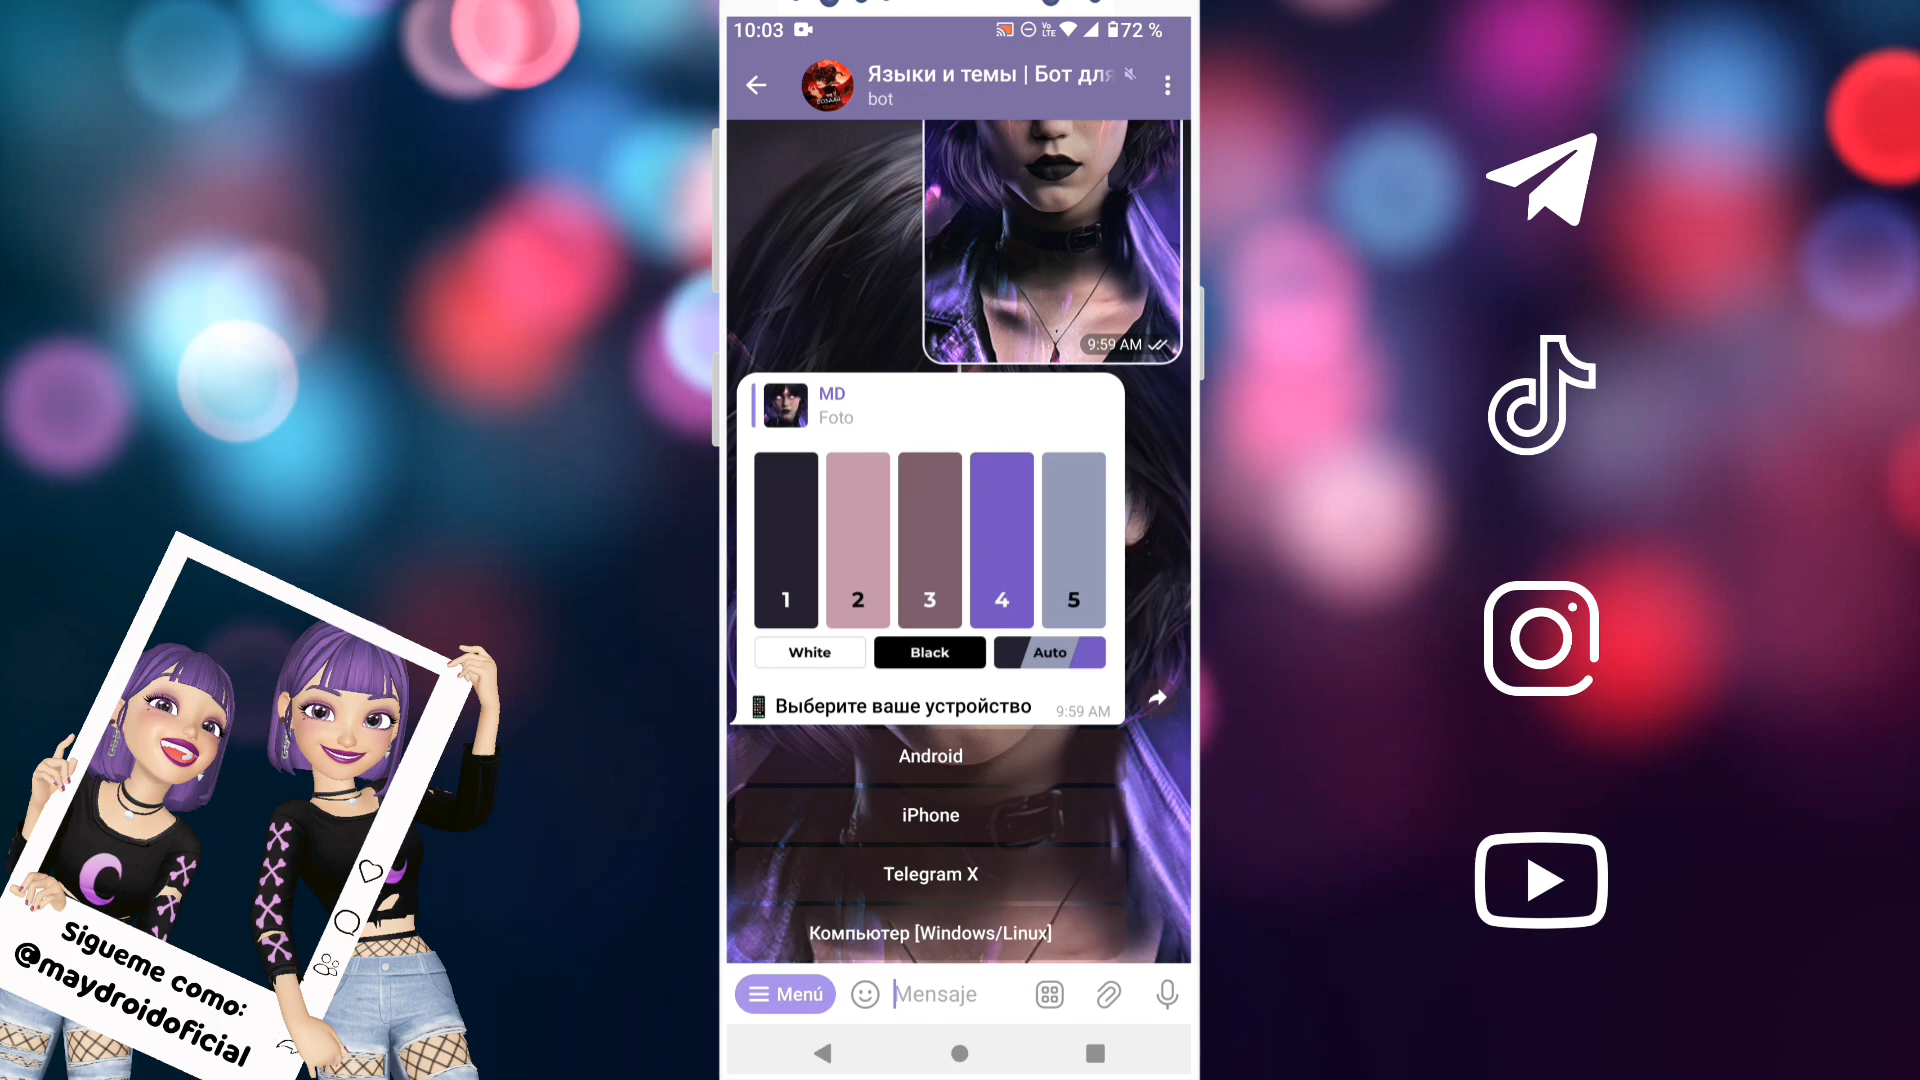 10:03
Vo
LTE
72 %
Языки и темы | Бот для
bot
9:59 AM
MD
Foto
1
2
3
4
5
White
Black
Auto
Выберите ваше устройство
9:59 AM
Android
iPhone
Telegram X
Компьютер [Windows/Linux]
Menú
Mensaje
Sigueme como:
@maydroidoficial